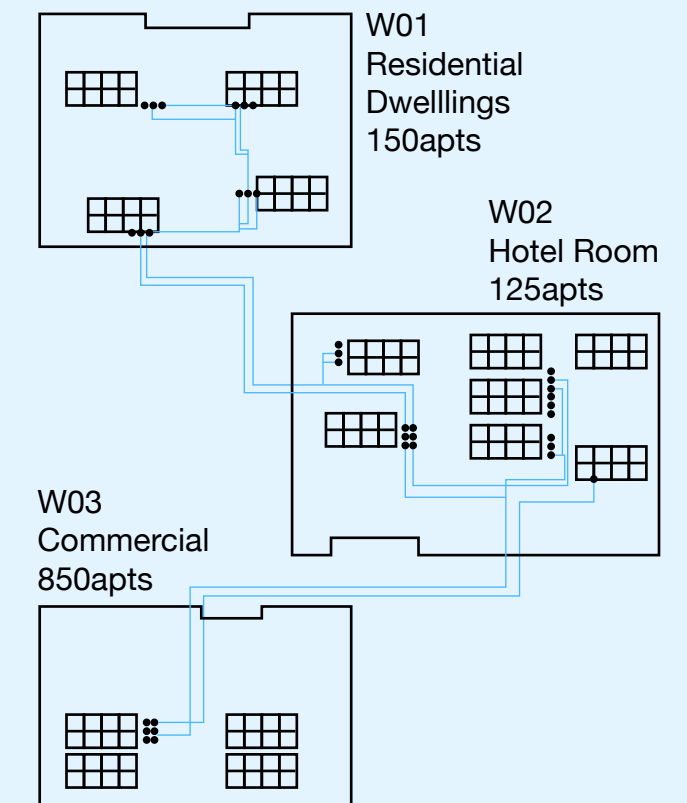 W01
Residential
Dwelllings
150apts
W02
Hotel Room
125apts
W03
Commercial
850apts